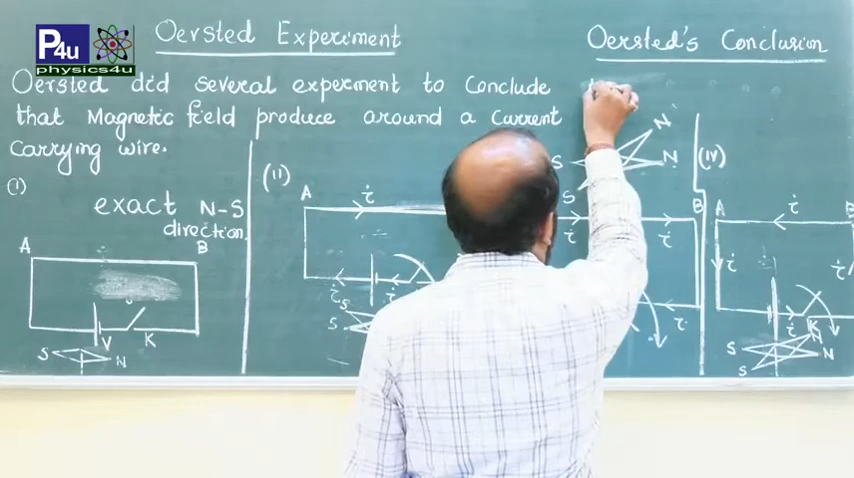 P4u
physics4u
Oersted Experiment
Oersted's Conclusion
Oersted did several experment to Conclude
that Magnetic field produce around a Current
Carrying wire.
(I)
exact N-S
direction.
A
B
V
K
S
N
(II)
A
i
i
i
S
S
N'
S
N
S
B
i
i
i
(IV)
A
B
i
i
i
i
K
N
S
N
S